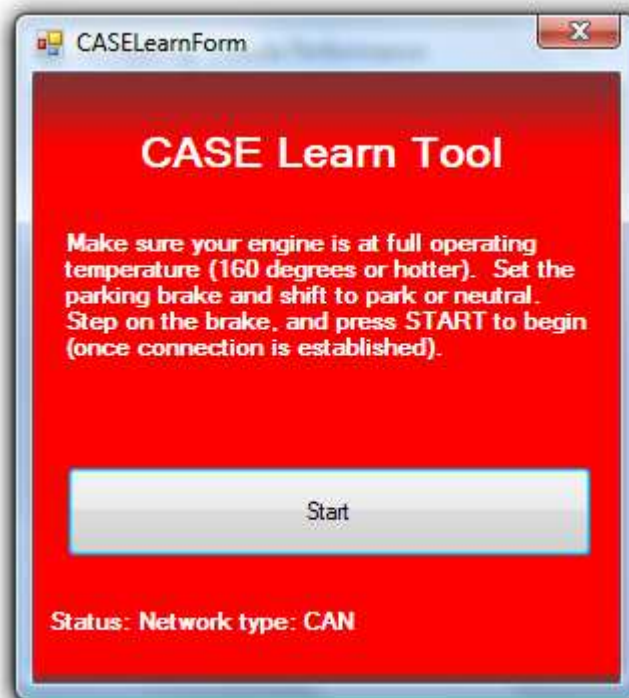 CASELearnForm
CASE Learn Tool
Make sure your engine is at full operating
temperature (160 degrees or hotter).  Set the
parking brake and shift to park or neutral.
Step on the brake, and press START to begin
(once connection is established).
Start
Status: Network type: CAN